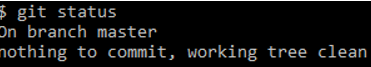 $ git status
On branch master
nothing to commit, working tree clean